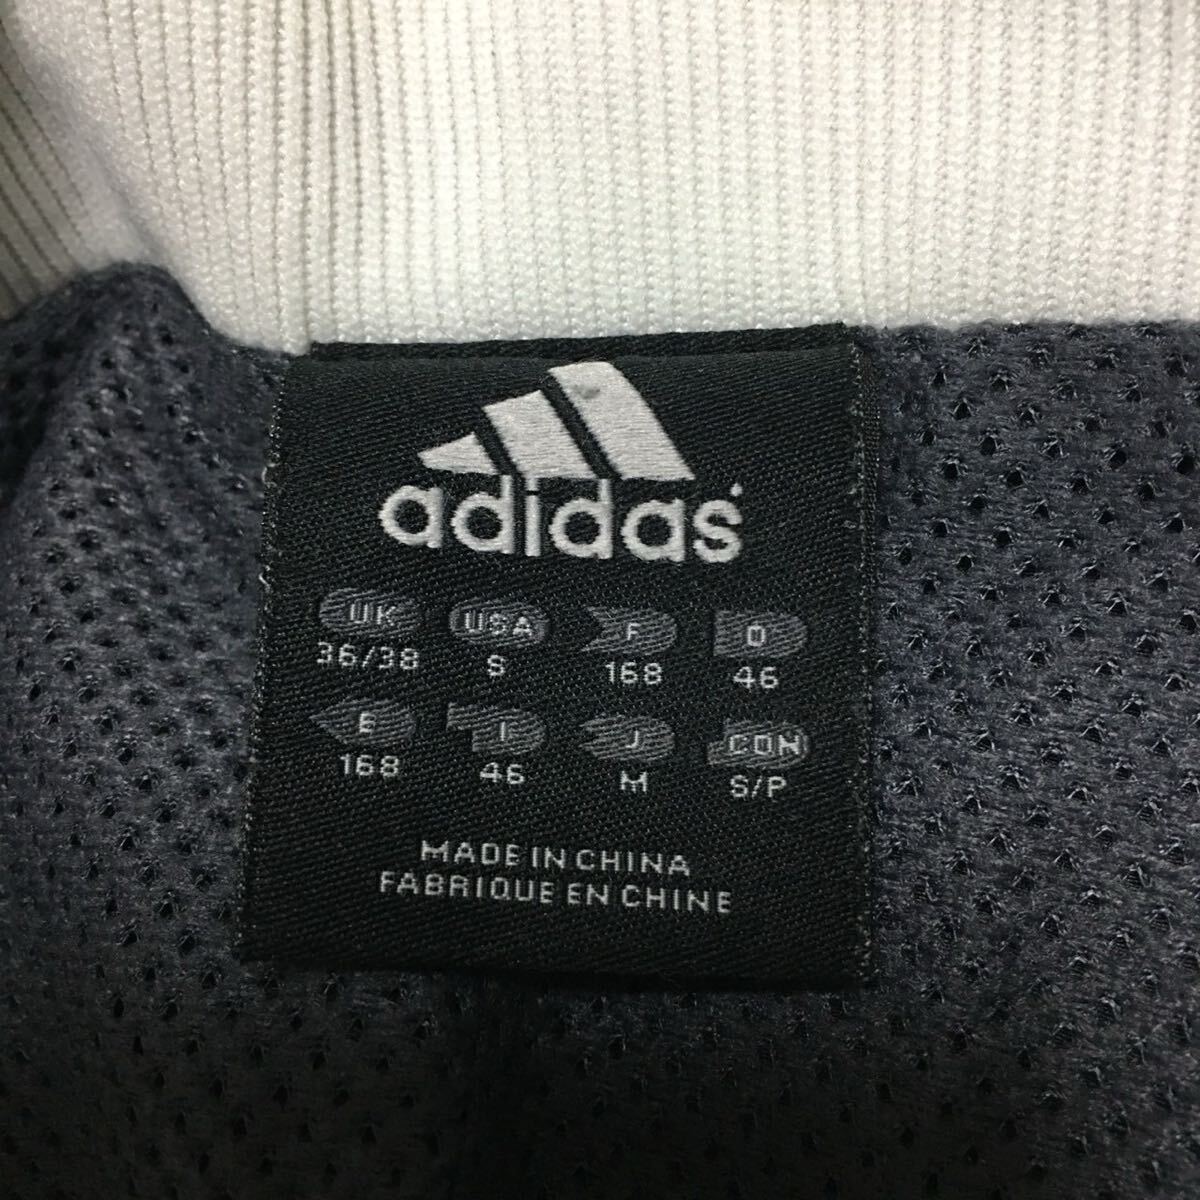 adidas
UK USA F D
36/38 S 168 46
E I J CDN
168 46 M S/P
MADE IN CHINA
FABRIQUE EN CHINE